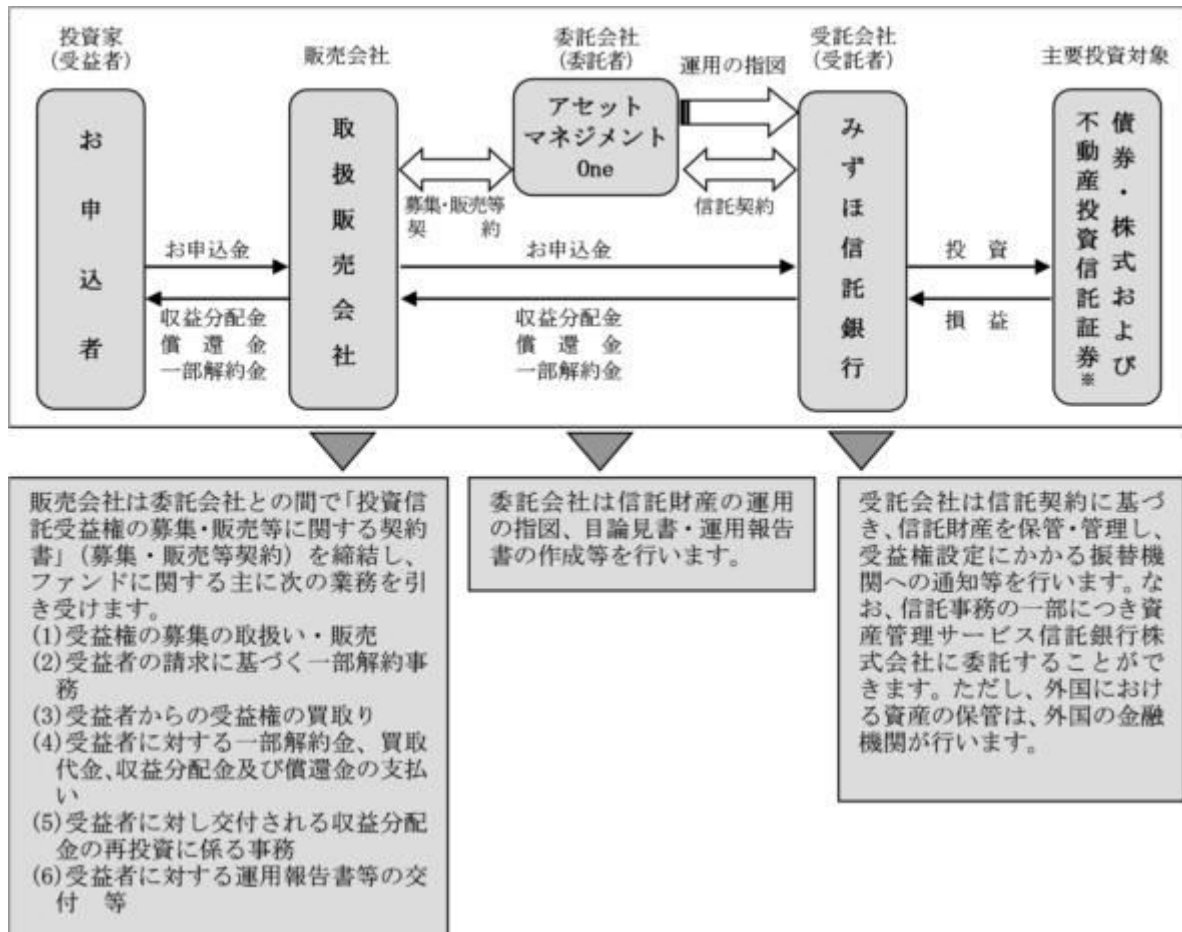 投資家
(受益者)
販売会社
委託会社
(委託者)
運用の指図
受託会社
(受託者)
主要投資対象
お申込者
取扱販売会社
アセット
マネジメント
One
みずほ信託銀行
債券・株式および
不動産投資信託証券※
募集・販売等
契約
信託契約
お申込金
お申込金
投資
収益分配金
償還金
一部解約金
収益分配金
償還金
一部解約金
損益
販売会社は委託会社との間で「投資信
託受益権の募集・販売等に関する契約
書」(募集・販売等契約)を締結し、
ファンドに関する主に次の業務を引
き受けます。
(1)受益権の募集の取扱い・販売
(2)受益者の請求に基づく一部解約事
務
(3)受益者からの受益権の買取り
(4)受益者に対する一部解約金、買取
代金、収益分配金及び償還金の支払
い
(5)受益者に対し交付される収益分配
金の再投資に係る事務
(6)受益者に対する運用報告書等の交
付 等
委託会社は信託財産の運用
の指図、目論見書・運用報告
書の作成等を行います。
受託会社は信託契約に基づ
き、信託財産を保管・管理し、
受益権設定にかかる振替機
関への通知等を行います。な
お、信託事務の一部につき資
産管理サービス信託銀行株
式会社に委託することがで
きます。ただし、外国におけ
る資産の保管は、外国の金融
機関が行います。